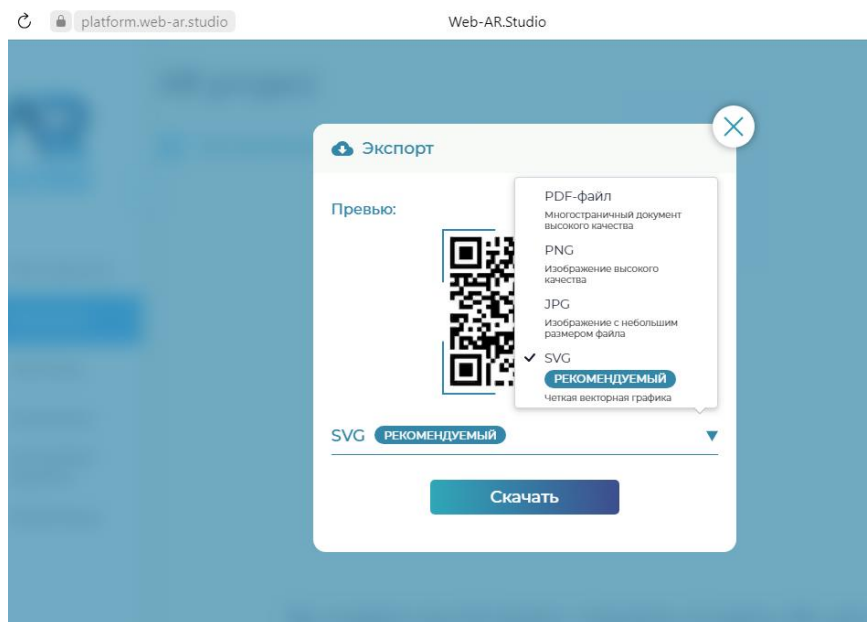 platform.web-ar.studio
Web-AR.Studio
Экспорт
Превью:
PDF-файл
Многостраничный документ
высокого качества
PNG
Изображение высокого
качества
JPG
Изображение с небольшим
размером файла
SVG
РЕКОМЕНДУЕМЫЙ
Четкая векторная графика
SVG РЕКОМЕНДУЕМЫЙ
Скачать